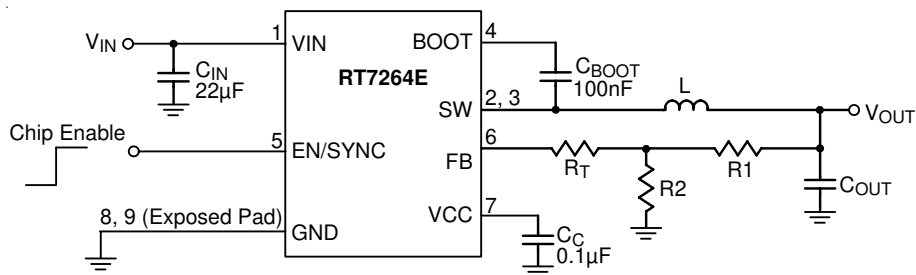 VIN
CIN
22µF
1
VIN
RT7264E
BOOT
4
CBOOT
100nF
SW
2, 3
L
VOUT
Chip Enable
5
EN/SYNC
FB
6
RT
R2
R1
COUT
8, 9 (Exposed Pad)
GND
VCC
7
CC
0.1µF